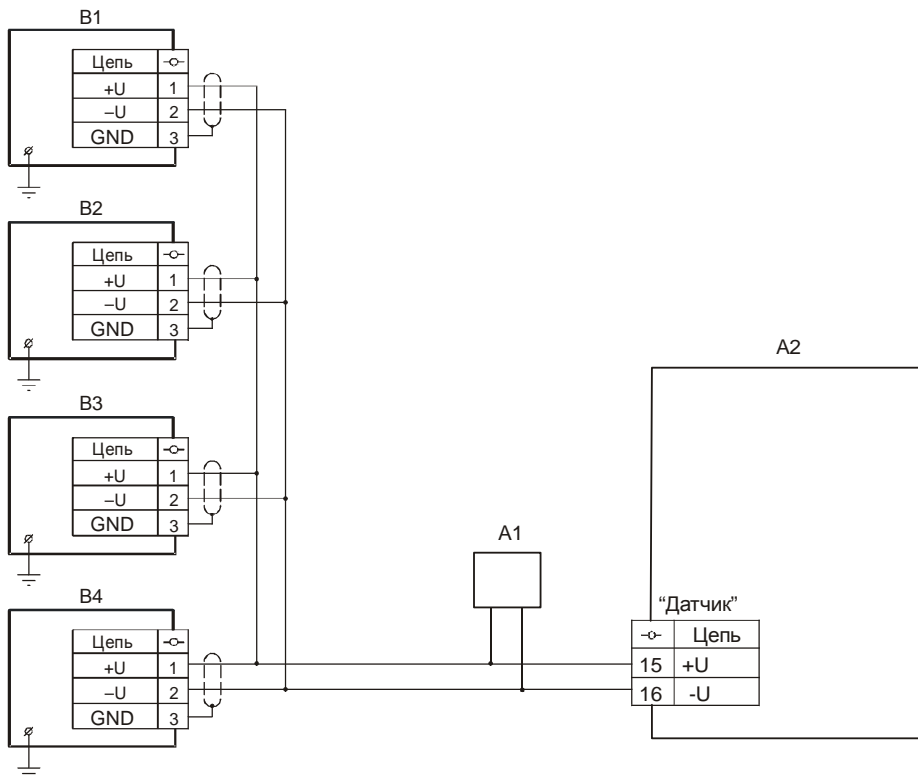 B1
Цепь
+U 1
–U 2
GND 3
B2
Цепь
+U 1
–U 2
GND 3
B3
Цепь
+U 1
–U 2
GND 3
B4
Цепь
+U 1
–U 2
GND 3
A1
A2
“Датчик”
Цепь
15 +U
16 -U